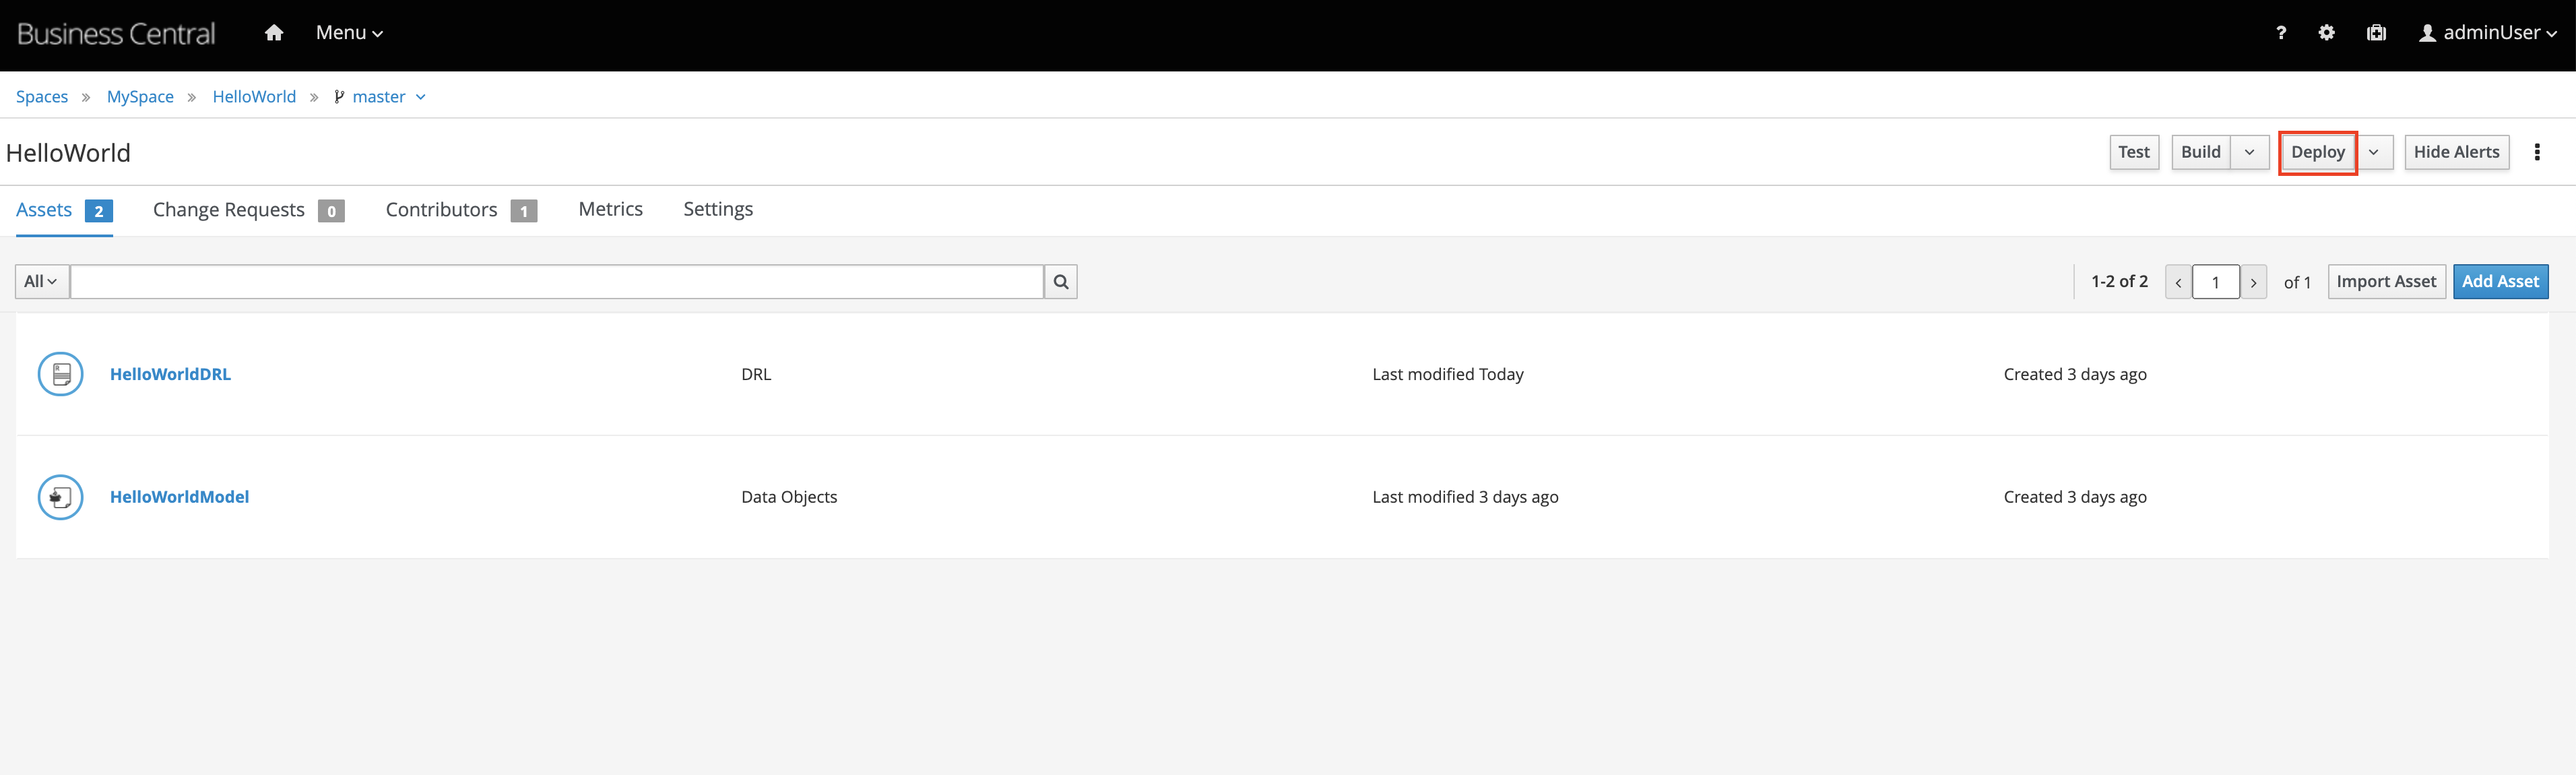 Business Central Menu ? adminUser
Spaces » MySpace » HelloWorld » master
HelloWorld Test Build Deploy Hide Alerts
Assets 2 Change Requests 0 Contributors 1 Metrics Settings
All 1-2 of 2 < 1 > of 1 Import Asset Add Asset
HelloWorldDRL DRL Last modified Today Created 3 days ago
HelloWorldModel Data Objects Last modified 3 days ago Created 3 days ago